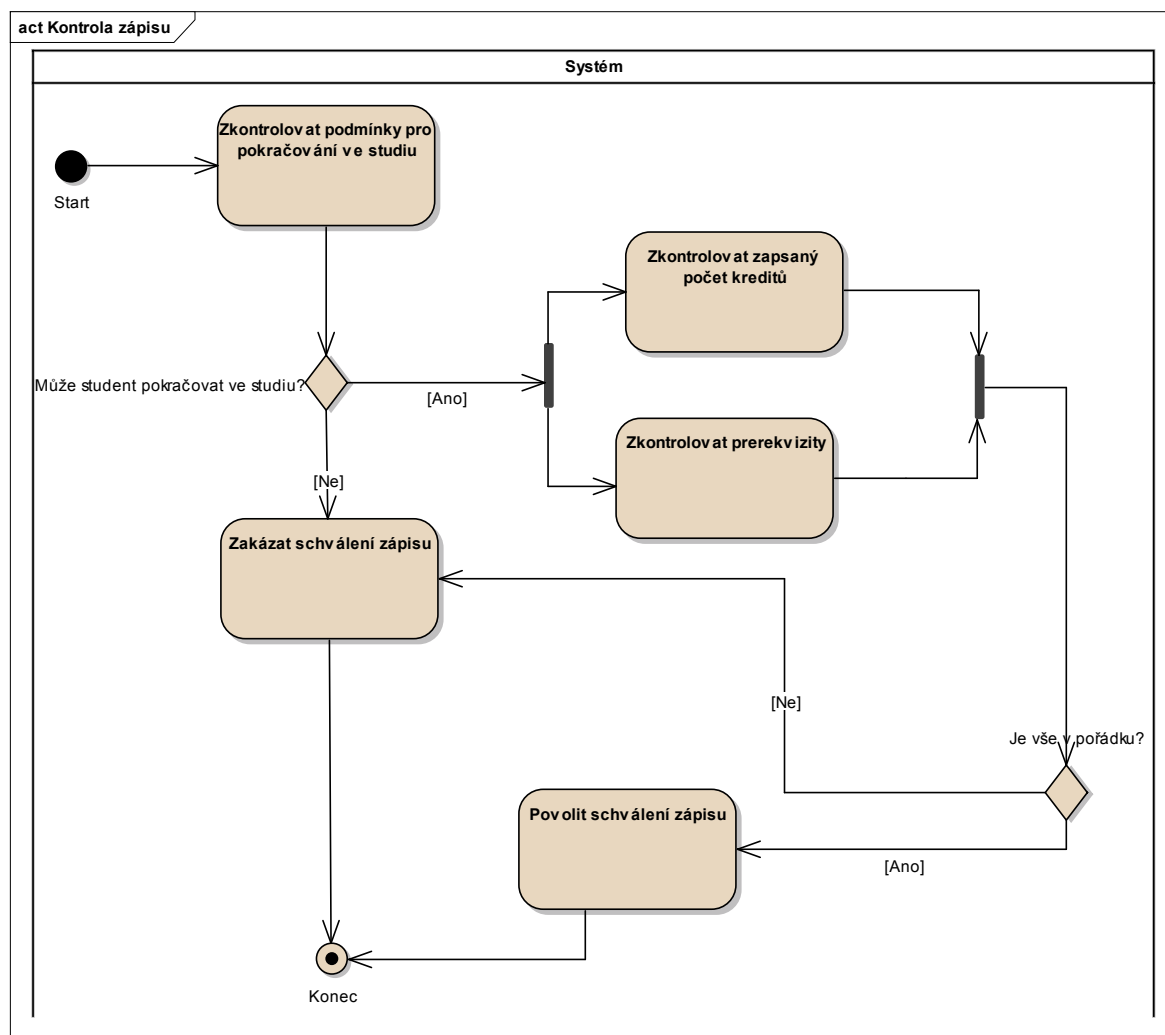 act Kontrola zápisu
Systém
Zkontrolovat podmínky pro
pokračování ve studiu
Start
Zkontrolovat zapsaný
počet kreditů
Může student pokračovat ve studiu?
[Ano]
Zkontrolovat prerekvizity
[Ne]
Zakázat schválení zápisu
[Ne]
Je vše v pořádku?
Povolit schválení zápisu
[Ano]
Konec